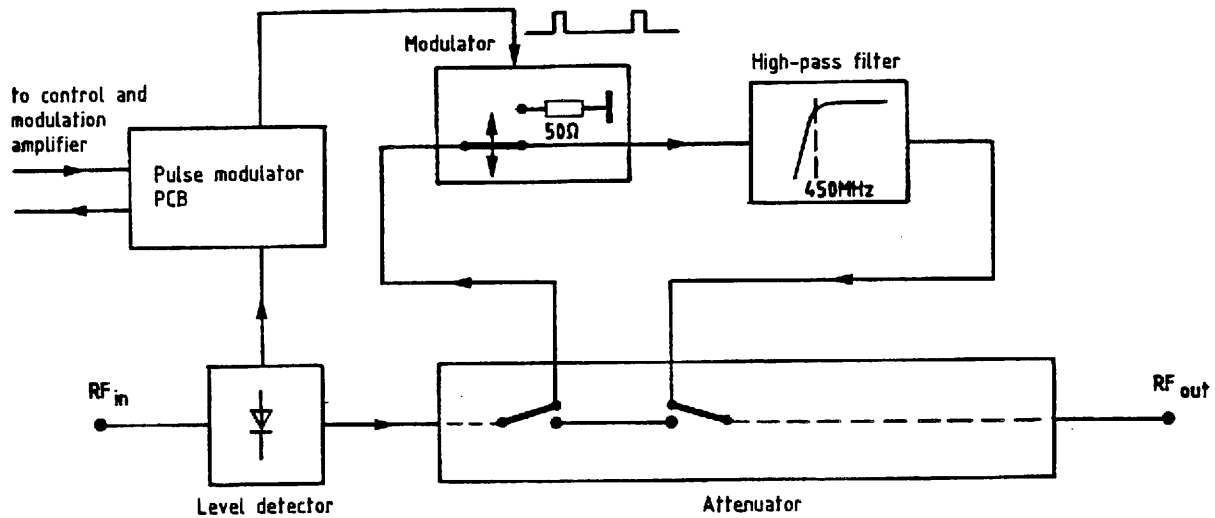 Modulator
High-pass filter
to control and
modulation
amplifier
50Ω
Pulse modulator
PCB
450MHz
RF in
RF out
Level detector
Attenuator